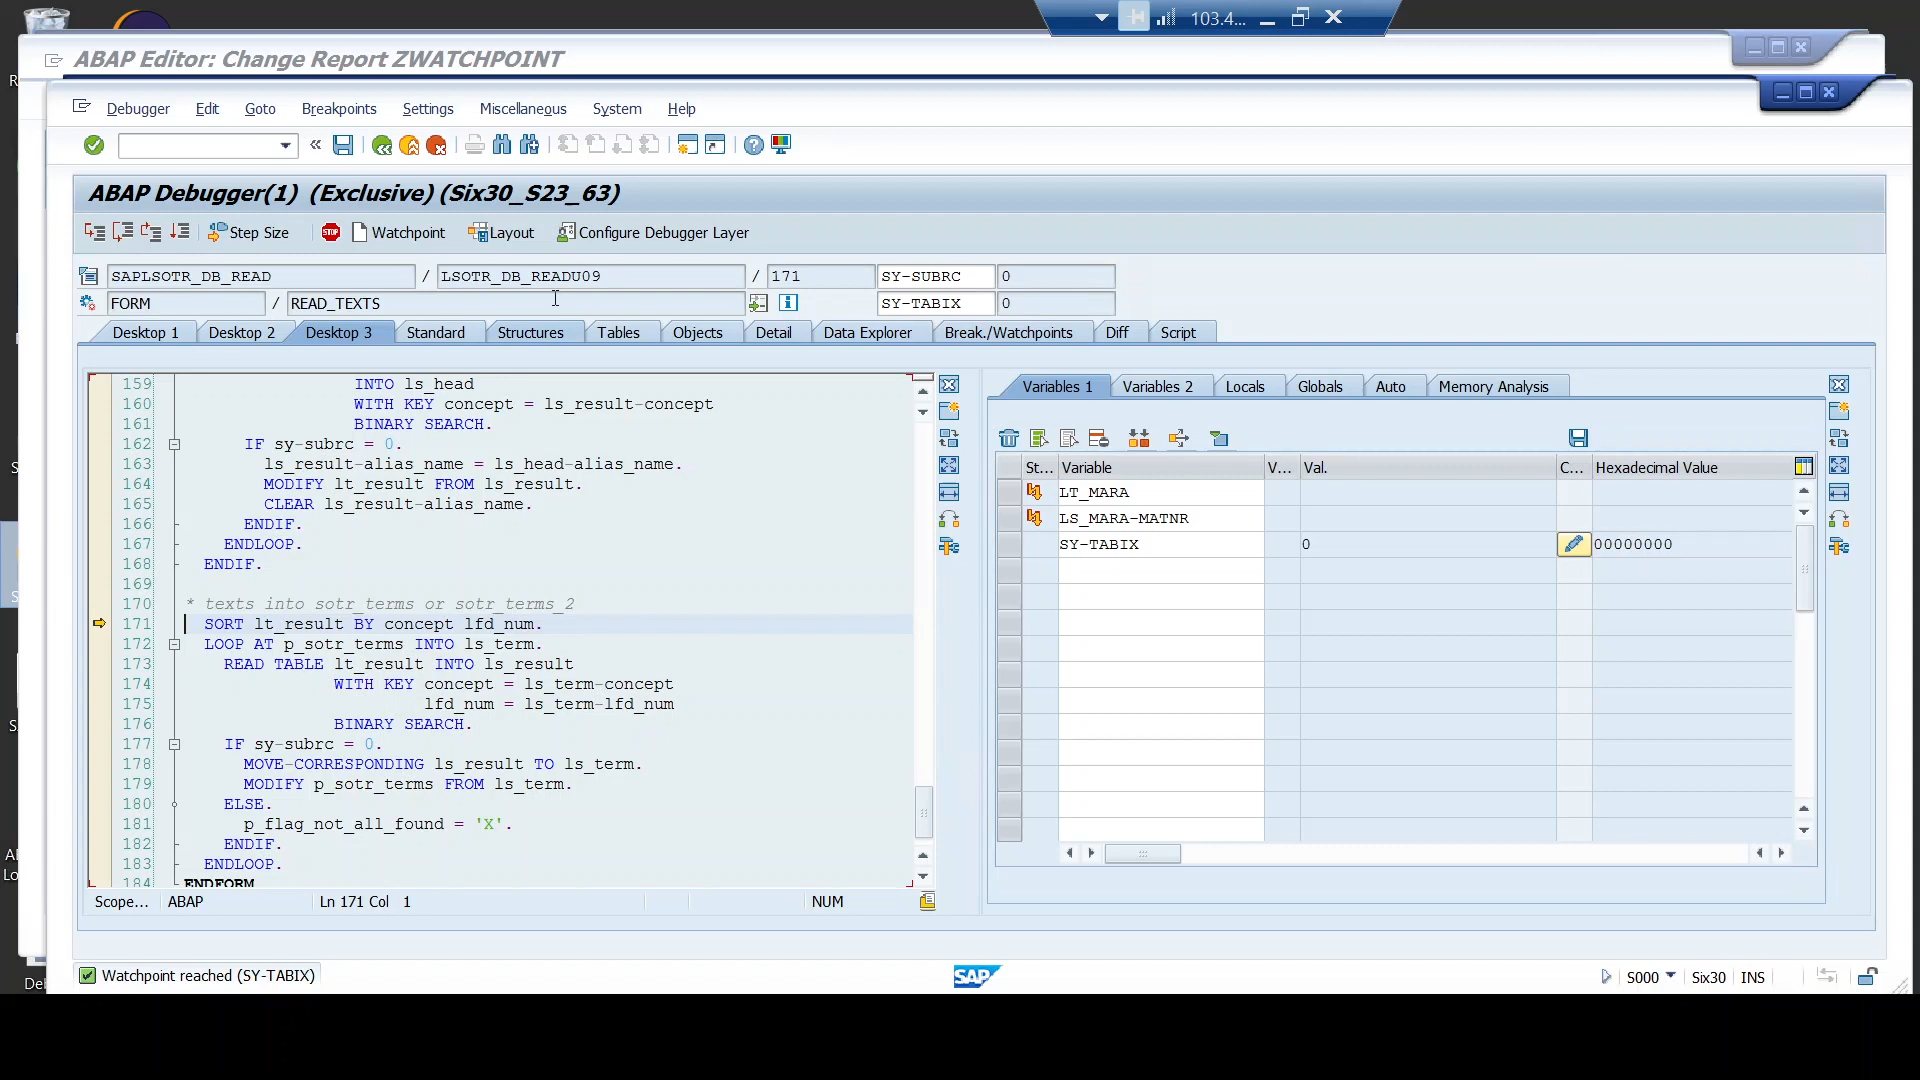 103.4...
ABAP Editor: Change Report ZWATCHPOINT
Debugger Edit Goto Breakpoints Settings Miscellaneous System Help
ABAP Debugger(1) (Exclusive) (Six30_S23_63)
Step Size STOP Watchpoint Layout Configure Debugger Layer
SAPLSOTR_DB_READ / LSOTR_DB_READU09 / 171 SY-SUBRC 0
FORM / READ_TEXTS SY-TABIX 0
Desktop 1 Desktop 2 Desktop 3 Standard Structures Tables Objects Detail Data Explorer Break./Watchpoints Diff Script
159 INTO ls_head
160 WITH KEY concept = ls_result-concept
161 BINARY SEARCH.
162 IF sy-subrc = 0.
163 ls_result-alias_name = ls_head-alias_name.
164 MODIFY lt_result FROM ls_result.
165 CLEAR ls_result-alias_name.
166 ENDIF.
167 ENDLOOP.
168 ENDIF.
169
170 * texts into sotr_terms or sotr_terms_2
171 SORT lt_result BY concept lfd_num.
172 LOOP AT p_sotr_terms INTO ls_term.
173 READ TABLE lt_result INTO ls_result
174 WITH KEY concept = ls_term-concept
175 lfd_num = ls_term-lfd_num
176 BINARY SEARCH.
177 IF sy-subrc = 0.
178 MOVE-CORRESPONDING ls_result TO ls_term.
179 MODIFY p_sotr_terms FROM ls_term.
180 ELSE.
181 p_flag_not_all_found = 'X'.
182 ENDIF.
183 ENDLOOP.
184 ENDFORM
Scope... ABAP Ln 171 Col 1 NUM
Variables 1 Variables 2 Locals Globals Auto Memory Analysis
St... Variable V... Val. C... Hexadecimal Value
LT_MARA
LS_MARA-MATNR
SY-TABIX 0 00000000
Watchpoint reached (SY-TABIX)
SAP
S000 Six30 INS